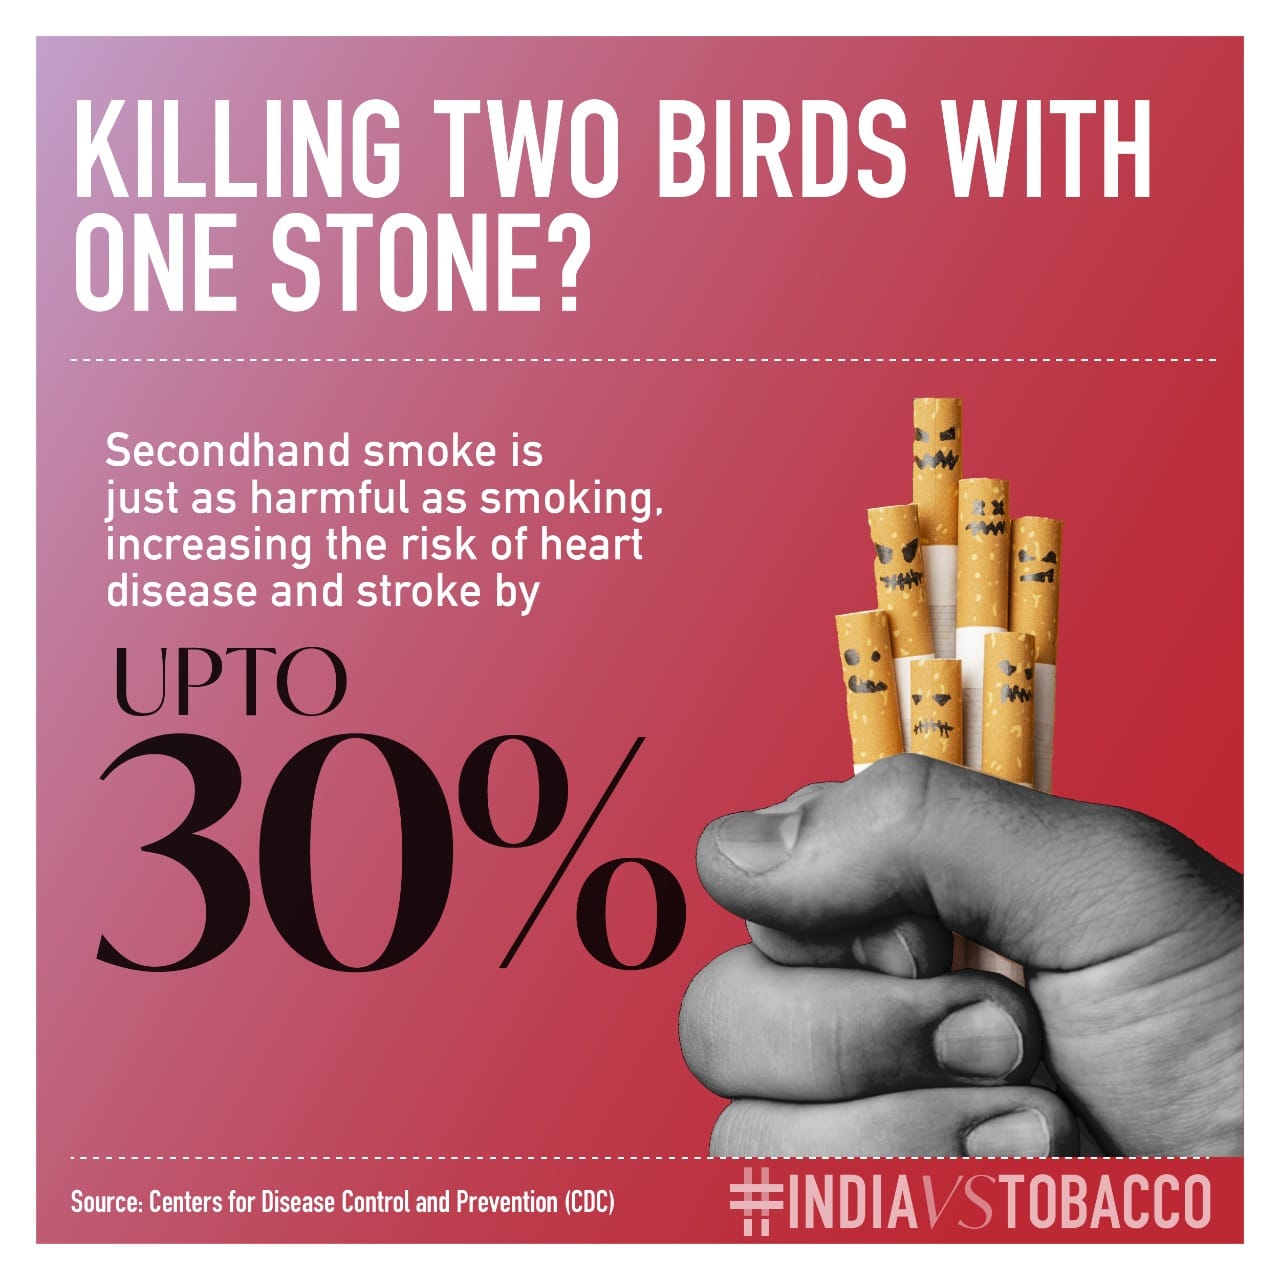 KILLING TWO BIRDS WITH
ONE STONE?
Secondhand smoke is
just as harmful as smoking,
increasing the risk of heart
disease and stroke by
UPTO
30%
Source: Centers for Disease Control and Prevention (CDC)
#INDIAVSTOBACCO